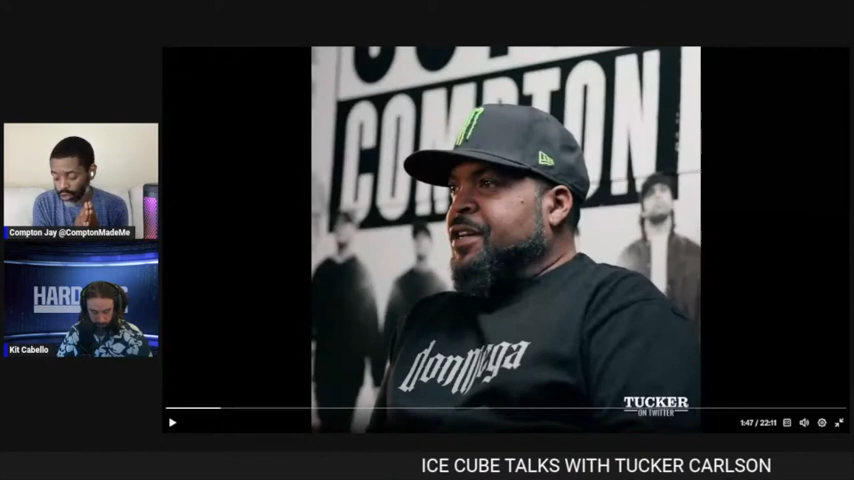 COMPTON
donmega
TUCKER
ON TWITTER
Compton Jay @ComptonMadeMe
HARD
Kit Cabello
1:47 / 22:11
ICE CUBE TALKS WITH TUCKER CARLSON